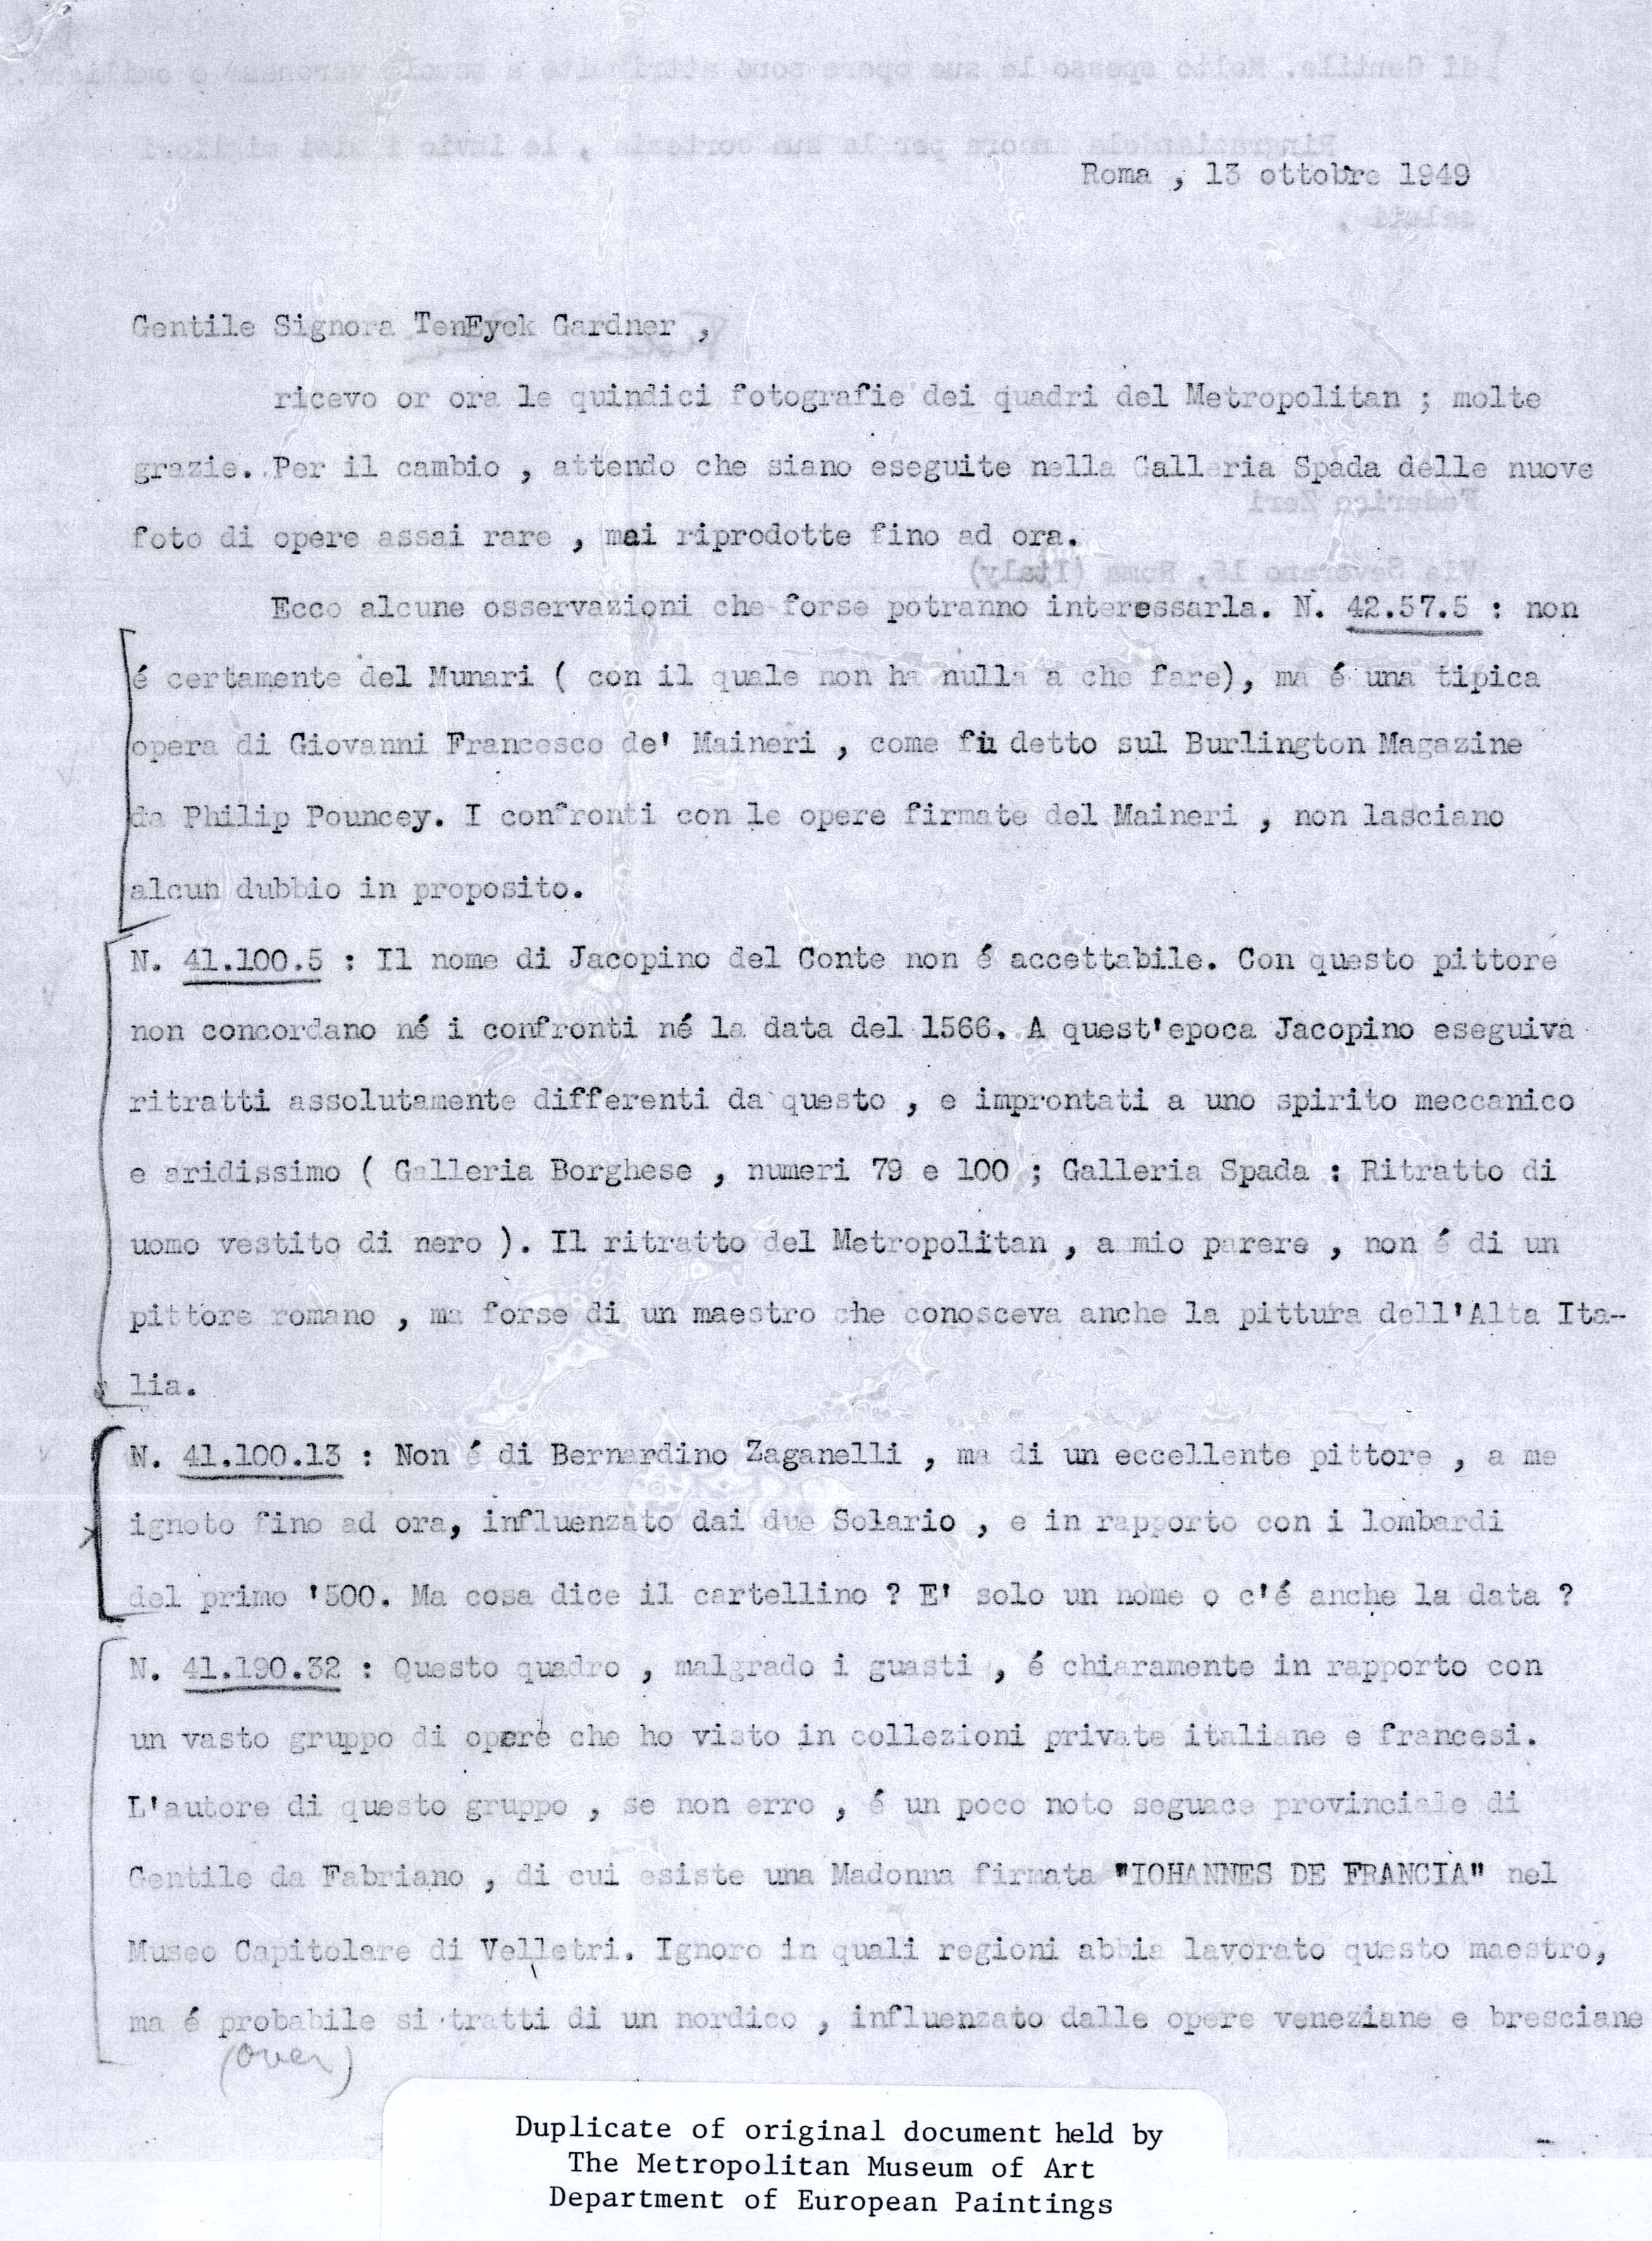 Roma , 13 ottobre 1949
Gentile Signora TenEyck Gardner ,
ricevo or ora le quindici fotografie dei quadri del Metropolitan ; molte
grazie. Per il cambio , attendo che siano eseguite nella Galleria Spada delle nuove
foto di opere assai rare , mai riprodotte fino ad ora.
Ecco alcune osservazioni che forse potranno interessarla. N. 42.57.5 : non
é certamente del Munari ( con il quale non ha nulla a che fare), ma é una tipica
opera di Giovanni Francesco de' Maineri , come fu detto sul Burlington Magazine
da Philip Pouncey. I confronti con le opere firmate del Maineri , non lasciano
alcun dubbio in proposito.
N. 41.100.5 : Il nome di Jacopino del Conte non é accettabile. Con questo pittore
non concordano né i confronti né la data del 1566. A quest'epoca Jacopino eseguiva
ritratti assolutamente differenti da questo , e improntati a uno spirito meccanico
e aridissimo ( Galleria Borghese , numeri 79 e 100 ; Galleria Spada : Ritratto di
uomo vestito di nero ). Il ritratto del Metropolitan , a mio parere , non é di un
pittore romano , ma forse di un maestro che conosceva anche la pittura dell'Alta Ita-
lia.
N. 41.100.13 : Non é di Bernardino Zaganelli , ma di un eccellente pittore , a me
ignoto fino ad ora, influenzato dai due Solario , e in rapporto con i lombardi
del primo '500. Ma cosa dice il cartellino ? E' solo un nome o c'é anche la data ?
N. 41.190.32 : Questo quadro , malgrado i guasti , é chiaramente in rapporto con
un vasto gruppo di opere che ho visto in collezioni private italiane e francesi.
L'autore di questo gruppo , se non erro , é un poco noto seguace provinciale di
Gentile da Fabriano , di cui esiste una Madonna firmata "IOHANNES DE FRANCIA" nel
Museo Capitolare di Velletri. Ignoro in quali regioni abbia lavorato questo maestro,
ma é probabile si tratti di un nordico , influenzato dalle opere veneziane e bresciane
(over)
Duplicate of original document held by
The Metropolitan Museum of Art
Department of European Paintings